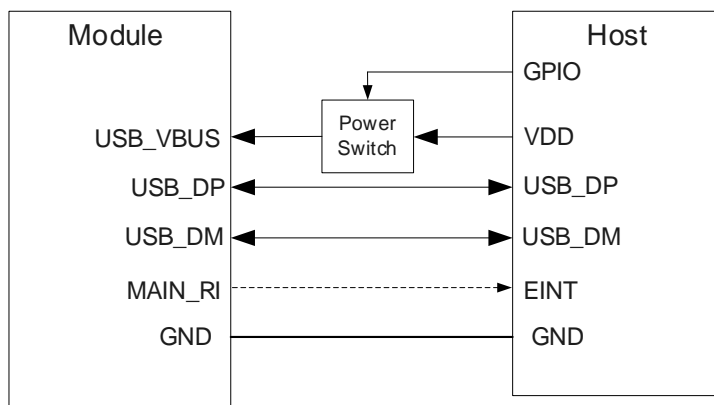 Module
Host
GPIO
Power
Switch
USB_VBUS
VDD
USB_DP
USB_DP
USB_DM
USB_DM
MAIN_RI
EINT
GND
GND